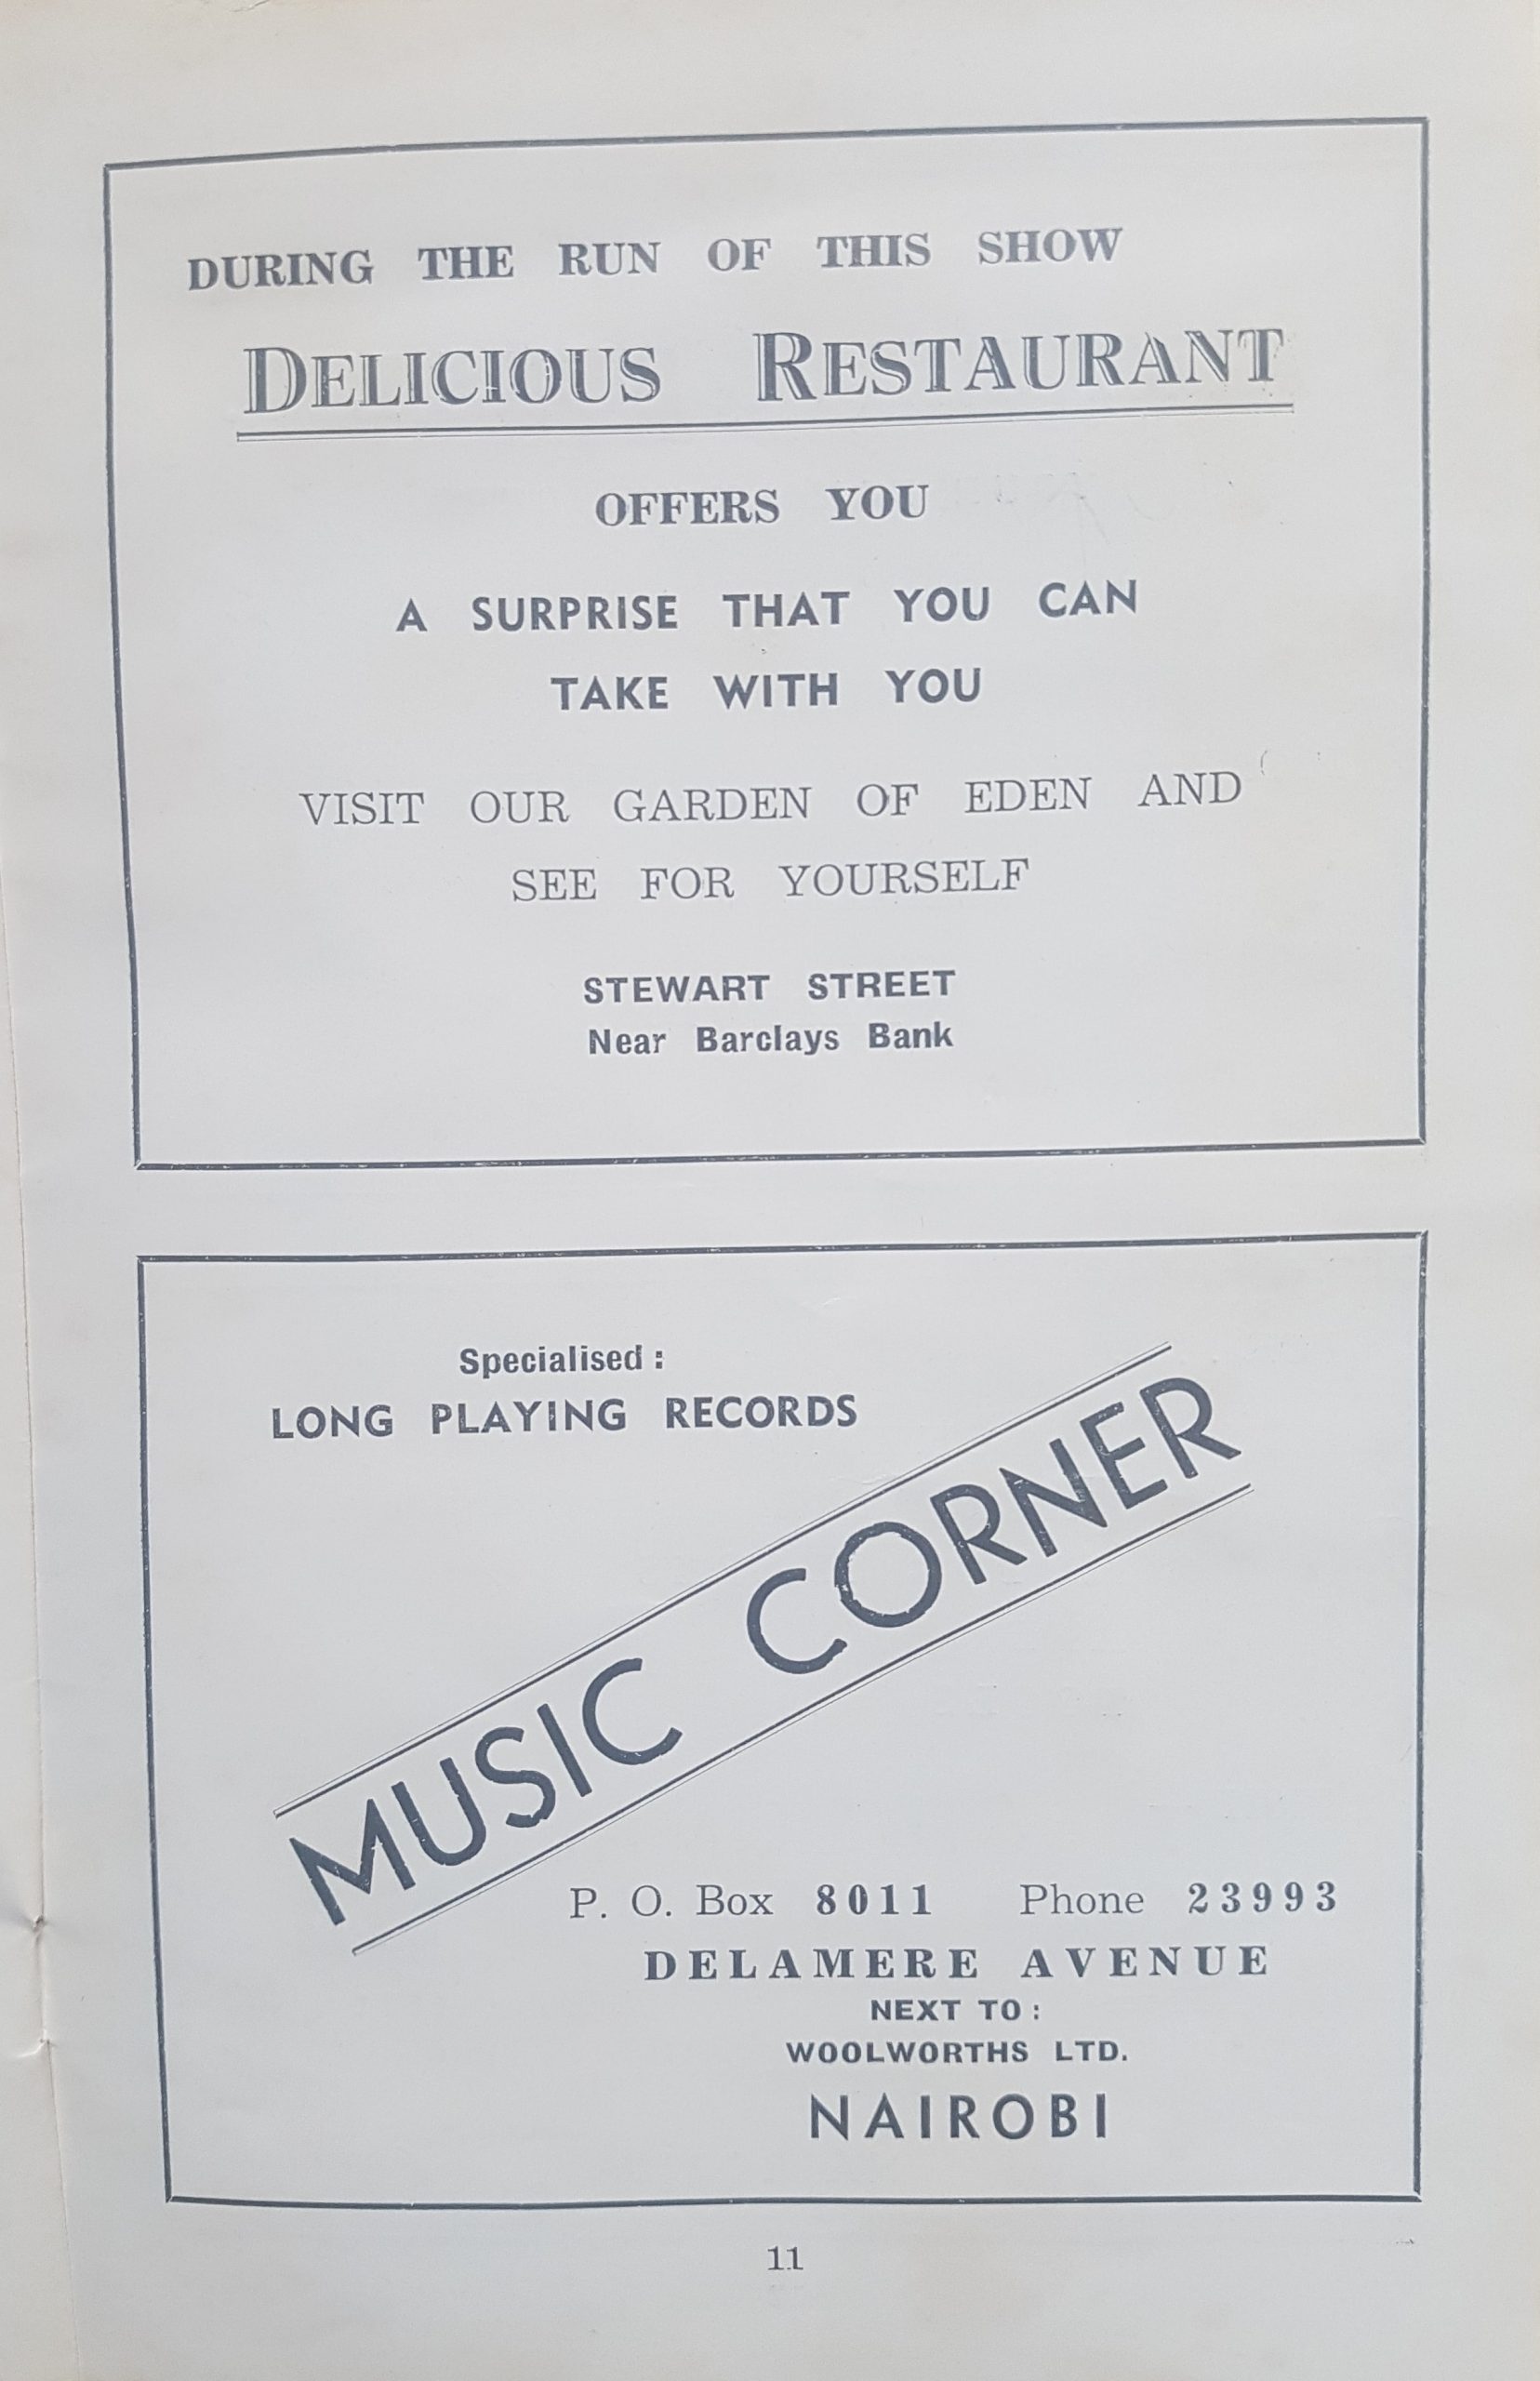 DURING THE RUN OF THIS SHOW
DELICIOUS RESTAURANT
OFFERS YOU
A SURPRISE THAT YOU CAN
TAKE WITH YOU
VISIT OUR GARDEN OF EDEN AND
SEE FOR YOURSELF
STEWART STREET
Near Barclays Bank
Specialised :
LONG PLAYING RECORDS
MUSIC CORNER
P. O. Box 8011 Phone 23993
DELAMERE AVENUE
NEXT TO :
WOOLWORTHS LTD.
NAIROBI
11